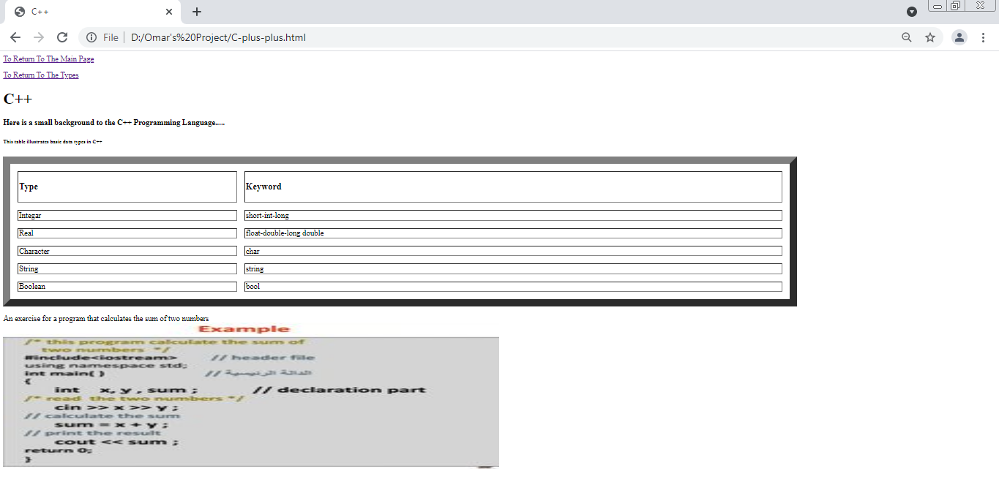 C++
File
D:/Omar's%20Project/C-plus-plus.html
To Return To The Main Page
To Return To The Types
C++
Here is a small background to the C++ Programming Language.....
This table illustrates basic data types in C++
Type Keyword
Integar short-int-long
Real float-double-long double
Character char
String string
Boolean bool
An exercise for a program that calculates the sum of two numbers
Example
/* this program calculate the sum of
two numbers */
#include<iostream> // header file
using namespace std;
int main( ) // الدالة الرئيسية
{
int x, y , sum ; // declaration part
/* read the two numbers */
cin >> x >> y ;
// calculate the sum
sum = x + y ;
// print the result
cout << sum ;
return 0;
}